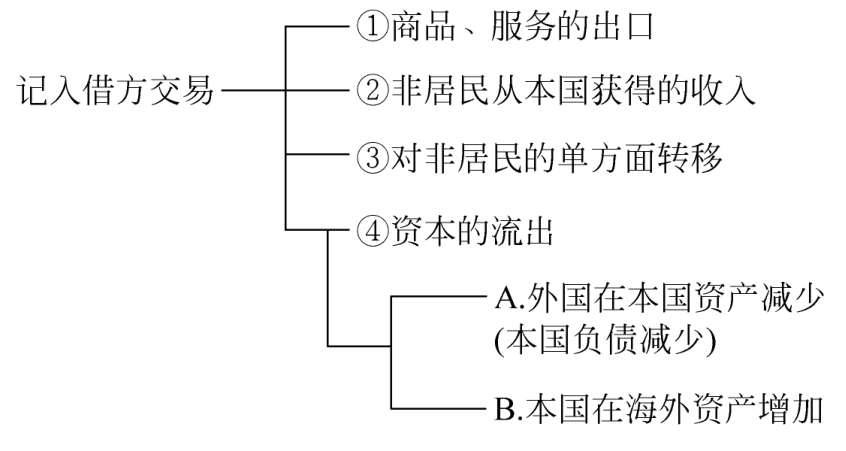 ①商品、服务的出口
记入借方交易
②非居民从本国获得的收入
③对非居民的单方面转移
④资本的流出
A.外国在本国资产减少
(本国负债减少)
B.本国在海外资产增加